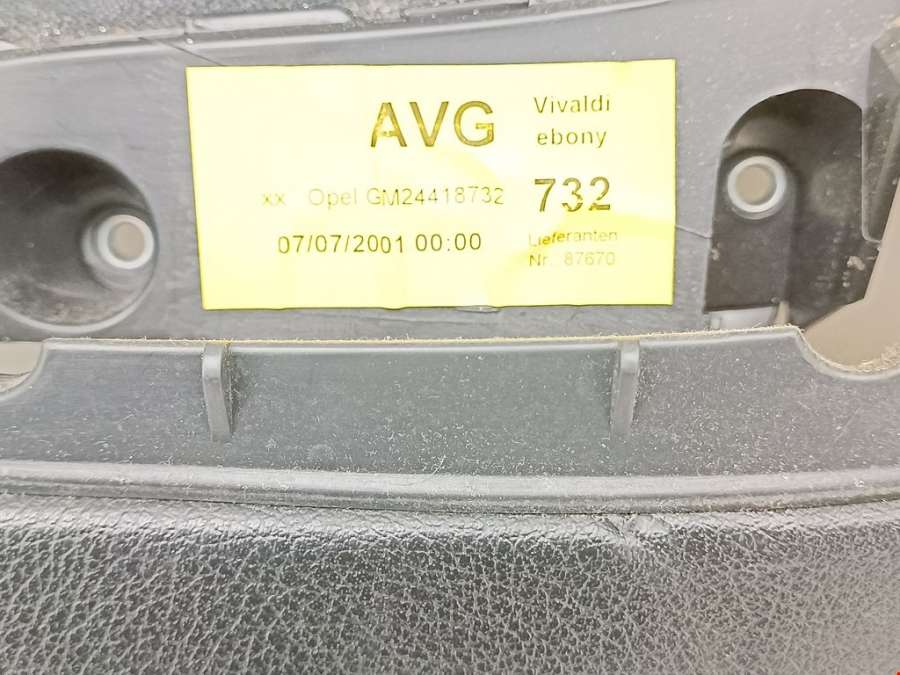 AVG Vivaldi
ebony
xx Opel GM24418732 732
07/07/2001 00:00 Lieferanten
Nr.: 87670